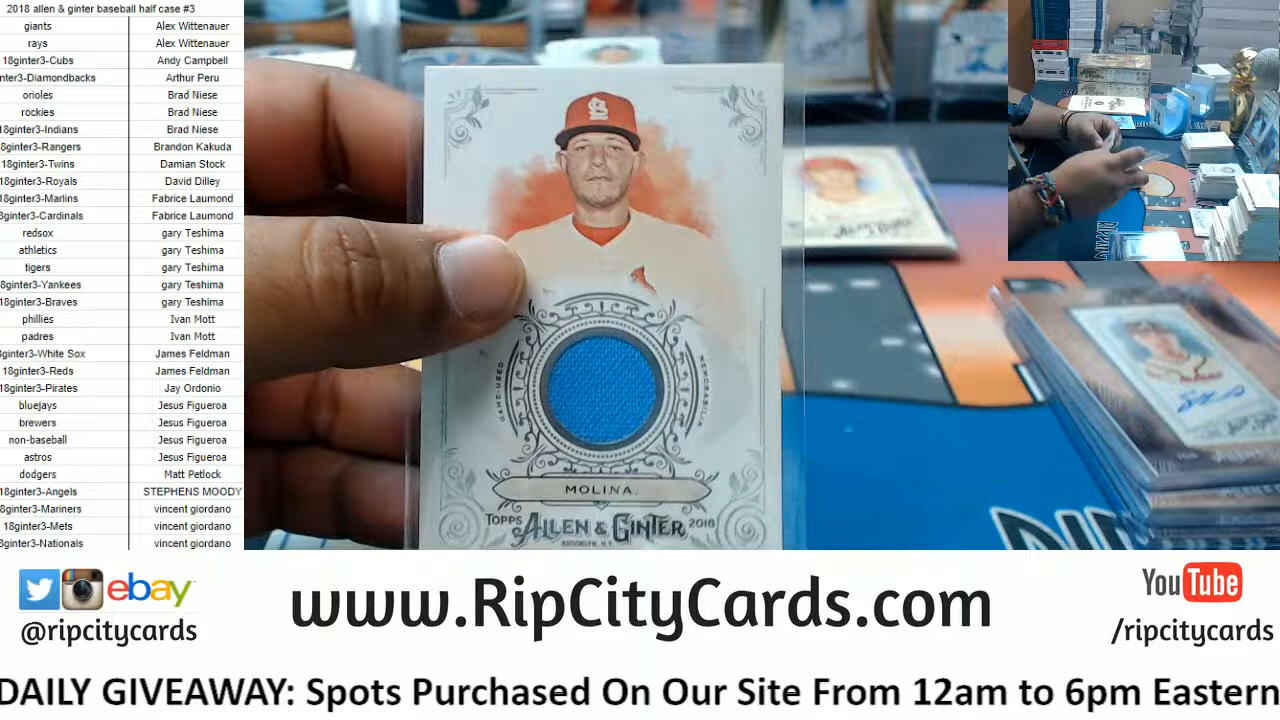 2018 allen & ginter baseball half case #3
giants Alex Wittenauer
rays Alex Wittenauer
18ginter3-Cubs Andy Campbell
nter3-Diamondbacks Arthur Peru
orioles Brad Niese
rockies Brad Niese
18ginter3-Indians Brad Niese
18ginter3-Rangers Brandon Kakuda
18ginter3-Twins Damian Stock
18ginter3-Royals David Dilley
18ginter3-Marlins Fabrice Laumond
8ginter3-Cardinals Fabrice Laumond
redsox gary Teshima
athletics gary Teshima
tigers gary Teshima
8ginter3-Yankees gary Teshima
18ginter3-Braves gary Teshima
phillies Ivan Mott
padres Ivan Mott
ginter3-White Sox James Feldman
18ginter3-Reds James Feldman
18ginter3-Pirates Jay Ordonio
bluejays Jesus Figueroa
brewers Jesus Figueroa
non-baseball Jesus Figueroa
astros Jesus Figueroa
dodgers Matt Petlock
18ginter3-Angels STEPHENS MOODY
8ginter3-Mariners vincent giordano
18ginter3-Mets vincent giordano
ginter3-Nationals vincent giordano
GAME-USED MEMORABILIA
MOLINA.
TOPPS ALLEN & GINTER 2018
BROOKLYN, N.Y.
ebay
@ripcitycards
www.RipCityCards.com
YouTube
/ripcitycards
DAILY GIVEAWAY: Spots Purchased On Our Site From 12am to 6pm Eastern